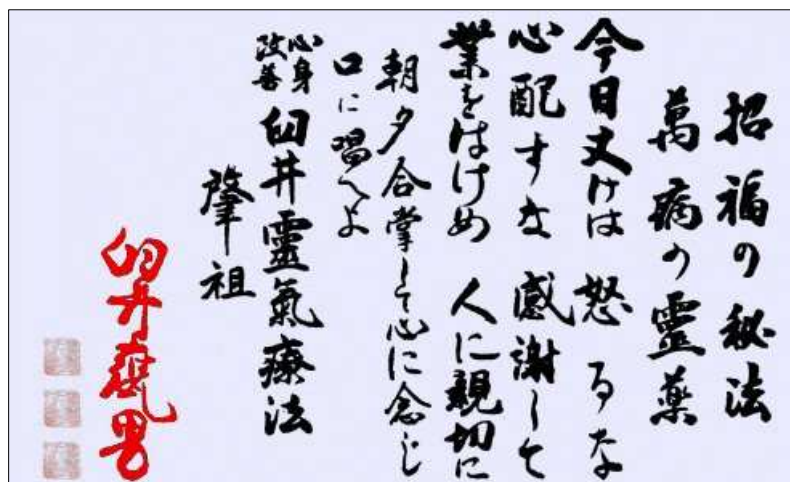 招福の秘法
萬病の靈薬
今日丈けは 怒るな
心配すな 感謝して
業をはけめ 人に親切に
朝夕合掌して心に念じ
口に唱へよ
心身
改善
臼井靈氣療法
肇祖
臼井甕男